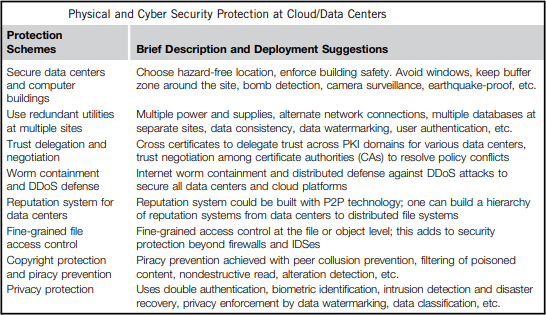 Physical and Cyber Security Protection at Cloud/Data Centers
Protection
Schemes
Brief Description and Deployment Suggestions
Secure data centers
and computer
buildings
Choose hazard-free location, enforce building safety. Avoid windows, keep buffer
zone around the site, bomb detection, camera surveillance, earthquake-proof, etc.
Use redundant utilities
at multiple sites
Multiple power and supplies, alternate network connections, multiple databases at
separate sites, data consistency, data watermarking, user authentication, etc.
Trust delegation and
negotiation
Cross certificates to delegate trust across PKI domains for various data centers,
trust negotiation among certificate authorities (CAs) to resolve policy conflicts
Worm containment
and DDoS defense
Internet worm containment and distributed defense against DDoS attacks to
secure all data centers and cloud platforms
Reputation system for
data centers
Reputation system could be built with P2P technology; one can build a hierarchy
of reputation systems from data centers to distributed file systems
Fine-grained file
access control
Fine-grained access control at the file or object level; this adds to security
protection beyond firewalls and IDSes
Copyright protection
and piracy prevention
Piracy prevention achieved with peer collusion prevention, filtering of poisoned
content, nondestructive read, alteration detection, etc.
Privacy protection
Uses double authentication, biometric identification, intrusion detection and disaster
recovery, privacy enforcement by data watermarking, data classification, etc.